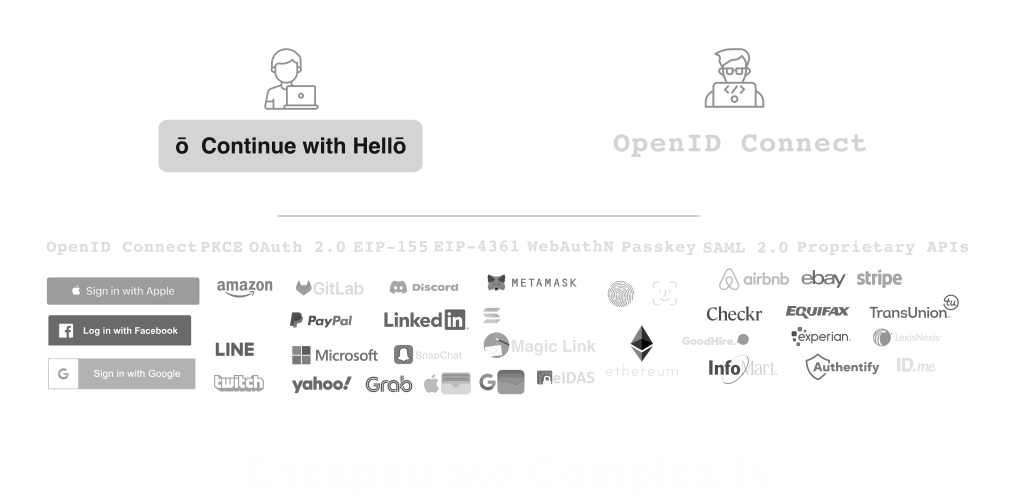 ō Continue with Hellō
OpenID Connect
OpenID Connect PKCE OAuth 2.0 EIP-155 EIP-4361 WebAuthN Passkey SAML 2.0 Proprietary APIs
Sign in with Apple amazon GitLab Discord METAMASK airbnb ebay stripe
Log in with Facebook PayPal LinkedIn Checkr EQUIFAX TransUnion tu
LINE Microsoft SnapChat Magic Link GoodHire experian LexisNexis
G Sign in with Google twitch yahoo! Grab G eIDAS ethereum InfoMart Authentify ID.me
Encapsulate Complexity